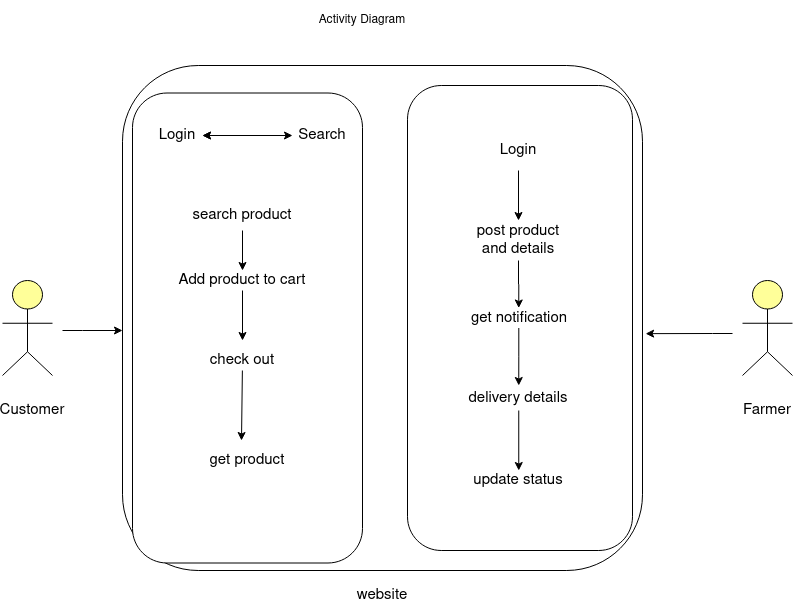 Activity Diagram
Login
Search
search product
Add product to cart
check out
get product
Login
post product
and details
get notification
delivery details
update status
Customer
Farmer
website